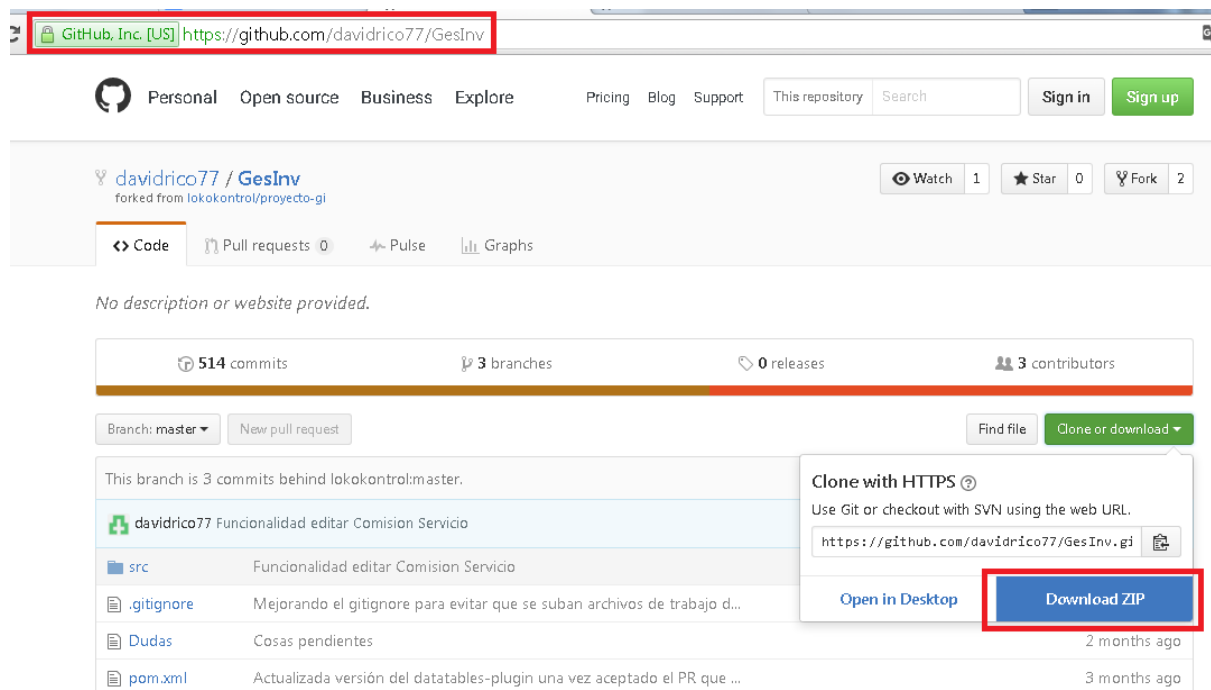 GitHub, Inc. [US] https://github.com/davidrico77/GesInv
Personal Open source Business Explore Pricing Blog Support This repository Search Sign in Sign up
davidrico77 / GesInv Watch 1 Star 0 Fork 2
forked from lokokontrol/proyecto-gi
Code Pull requests 0 Pulse Graphs
No description or website provided.
514 commits 3 branches 0 releases 3 contributors
Branch: master New pull request Find file Clone or download
This branch is 3 commits behind lokokontrol:master.
Clone with HTTPS
Use Git or checkout with SVN using the web URL.
https://github.com/davidrico77/GesInv.gi
Open in Desktop Download ZIP
davidrico77 Funcionalidad editar Comision Servicio
src Funcionalidad editar Comision Servicio
.gitignore Mejorando el gitignore para evitar que se suban archivos de trabajo d...
Dudas Cosas pendientes 2 months ago
pom.xml Actualizada versión del datatables-plugin una vez aceptado el PR que ... 3 months ago